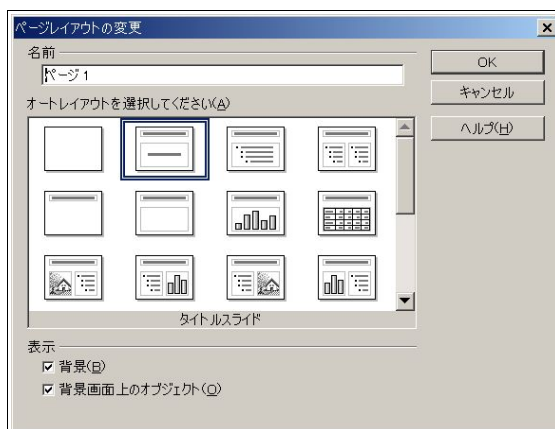 ページレイアウトの変更
名前
ページ 1
オートレイアウトを選択してください(A)
タイトルスライド
表示
背景(B)
背景画面上のオブジェクト(O)
OK
キャンセル
ヘルプ(H)